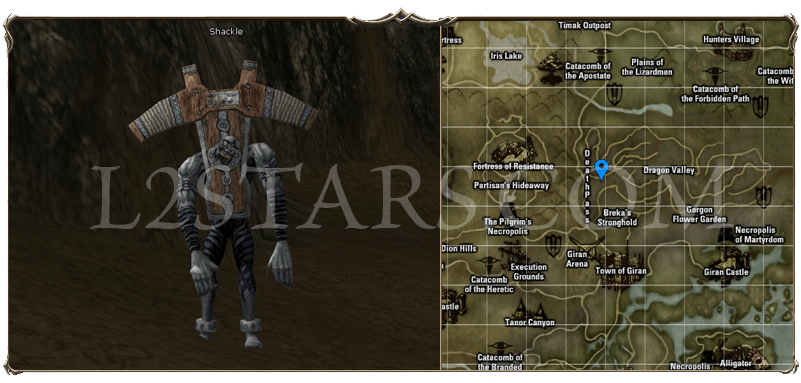 Shackle
L2STARS.COM
Timak Outpost
rtress
Hunters Village
Iris Lake
Catacomb of
the Apostate
Plains of
the Lizardmen
Catacomb
the Wit
Catacomb of
the Forbidden Path
Death Pass
Fortress of Resistance
Dragon Valley
Partisan's Hideaway
The Pilgrim's
Necropolis
Breka's
Stronghold
Gorgon
Flower Garden
Necropolis
of Martyrdom
Dion Hills
Giran
Arena
Execution
Grounds
Town of Giran
Giran Castle
Catacomb
of the Heretic
astle
Tanor Canyon
Catacomb of
the Branded
Necropolis
Alligator